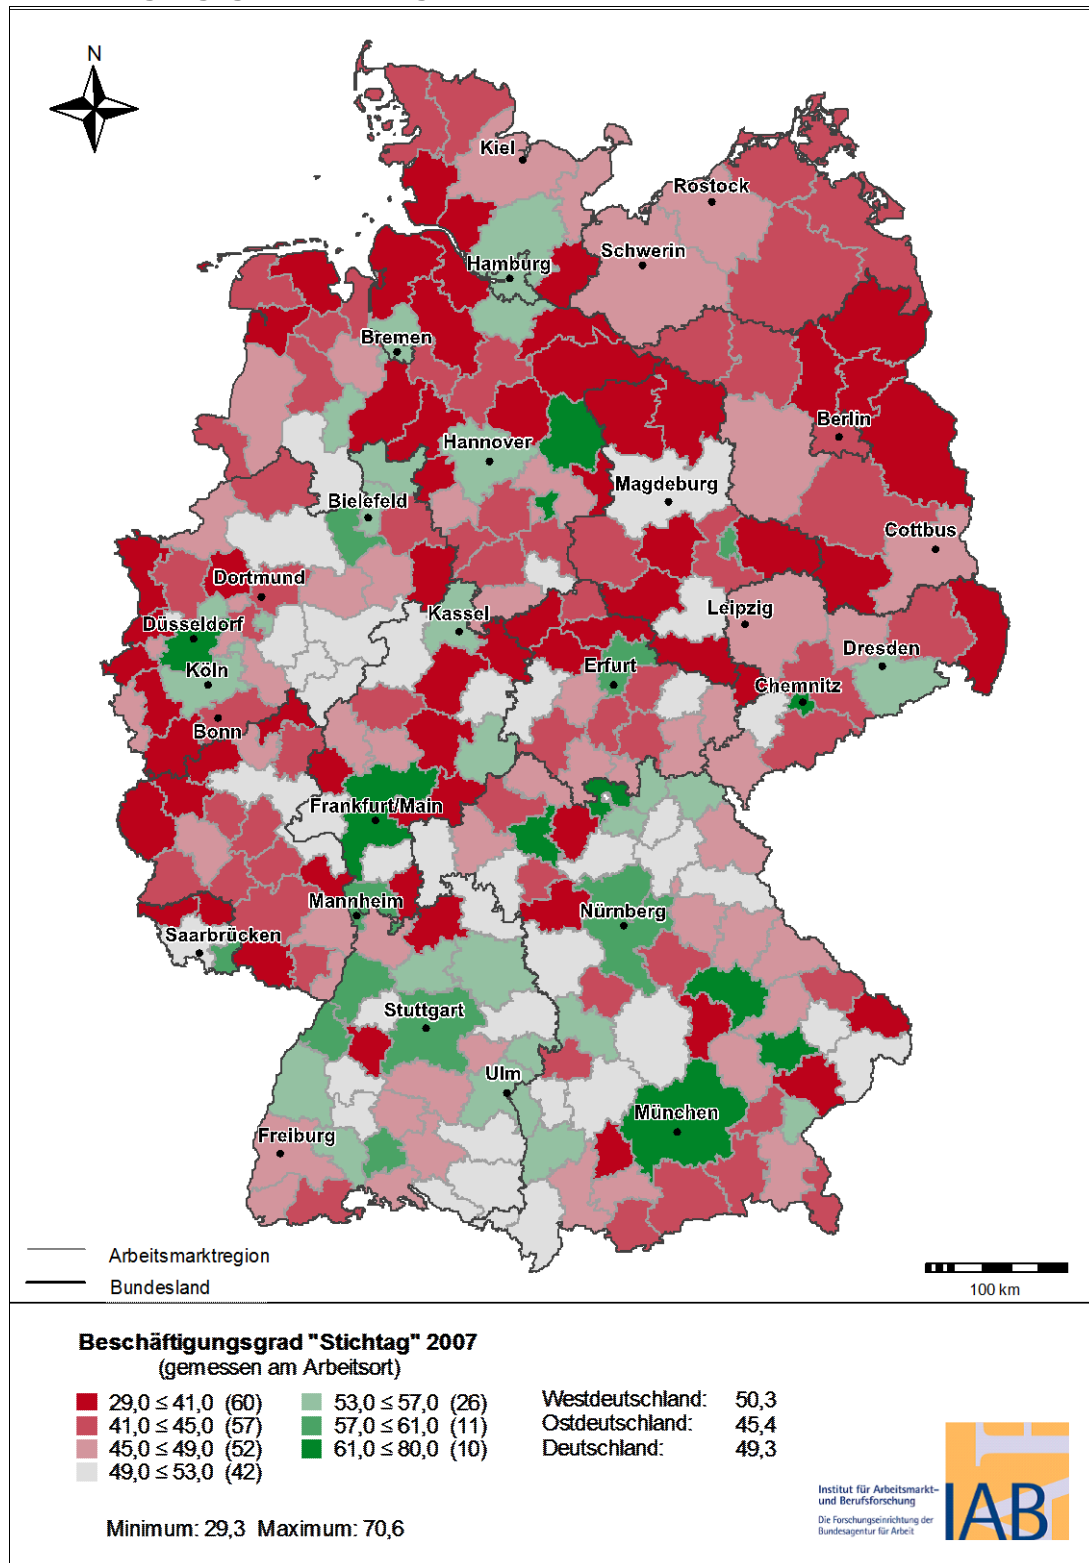 N
Kiel
Rostock
Schwerin
Hamburg
Bremen
Berlin
Hannover
Magdeburg
Bielefeld
Cottbus
Dortmund
Leipzig
Düsseldorf
Kassel
Dresden
Köln
Erfurt
Chemnitz
Bonn
Frankfurt/Main
Mannheim
Nürnberg
Saarbrücken
Stuttgart
Ulm
München
Freiburg
Arbeitsmarktregion
Bundesland
100 km
Beschäftigungsgrad "Stichtag" 2007
(gemessen am Arbeitsort)
29,0 ≤ 41,0 (60)
41,0 ≤ 45,0 (57)
45,0 ≤ 49,0 (52)
49,0 ≤ 53,0 (42)
53,0 ≤ 57,0 (26)
57,0 ≤ 61,0 (11)
61,0 ≤ 80,0 (10)
Westdeutschland: 50,3
Ostdeutschland: 45,4
Deutschland: 49,3
Minimum: 29,3 Maximum: 70,6
Institut für Arbeitsmarkt-
und Berufsforschung
Die Forschungseinrichtung der
Bundesagentur für Arbeit
IAB